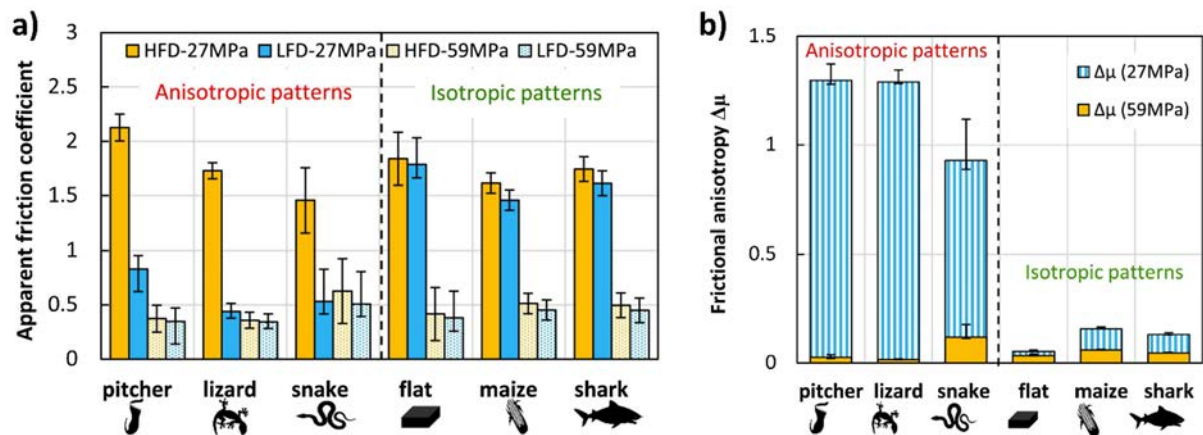 a)
3
2.5
2
1.5
1
0.5
0
Apparent friction coefficient
HFD-27MPa LFD-27MPa HFD-59MPa LFD-59MPa
Anisotropic patterns Isotropic patterns
pitcher lizard snake flat maize shark
b)
1.5
1
0.5
0
Frictional anisotropy Δμ
Anisotropic patterns
Δμ (27MPa)
Δμ (59MPa)
Isotropic patterns
pitcher lizard snake flat maize shark